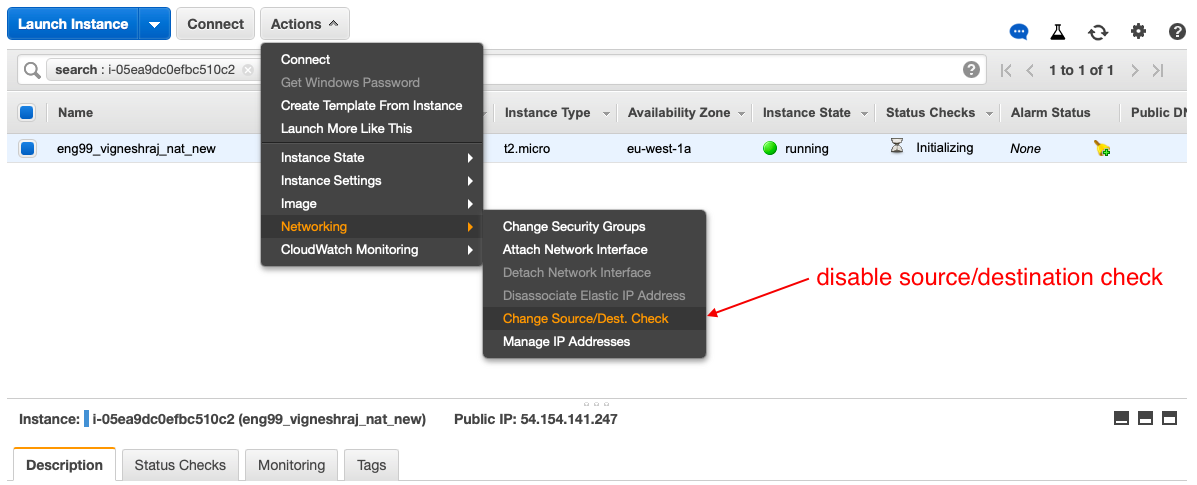 Launch Instance Connect Actions
search : i-05ea9dc0efbc510c2 1 to 1 of 1
Name Instance Type Availability Zone Instance State Status Checks Alarm Status Public DN
eng99_vigneshraj_nat_new t2.micro eu-west-1a running Initializing None
Connect
Get Windows Password
Create Template From Instance
Launch More Like This
Instance State
Instance Settings
Image
Networking
CloudWatch Monitoring
Change Security Groups
Attach Network Interface
Detach Network Interface
Disassociate Elastic IP Address
Change Source/Dest. Check
Manage IP Addresses
disable source/destination check
Instance: i-05ea9dc0efbc510c2 (eng99_vigneshraj_nat_new) Public IP: 54.154.141.247
Description Status Checks Monitoring Tags